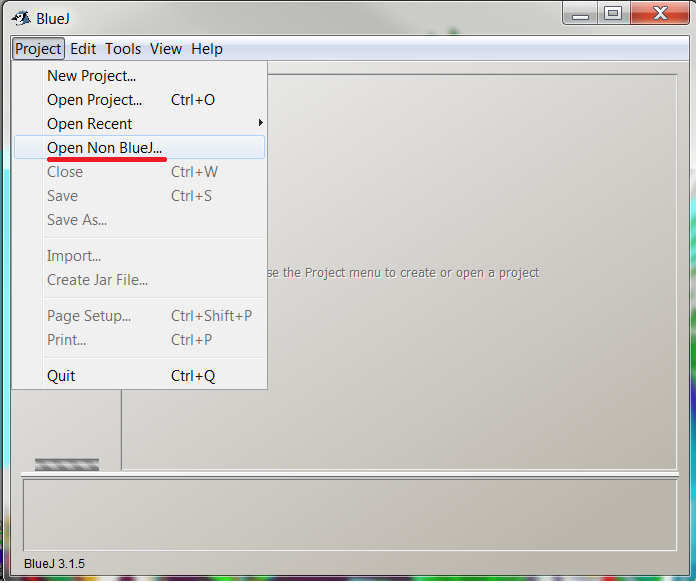 BlueJ
Project Edit Tools View Help
New Project...
Open Project... Ctrl+O
Open Recent
Open Non BlueJ...
Close Ctrl+W
Save Ctrl+S
Save As...
se the Project menu to create or open a project
Import...
Create Jar File...
Page Setup... Ctrl+Shift+P
Print... Ctrl+P
Quit Ctrl+Q
BlueJ 3.1.5